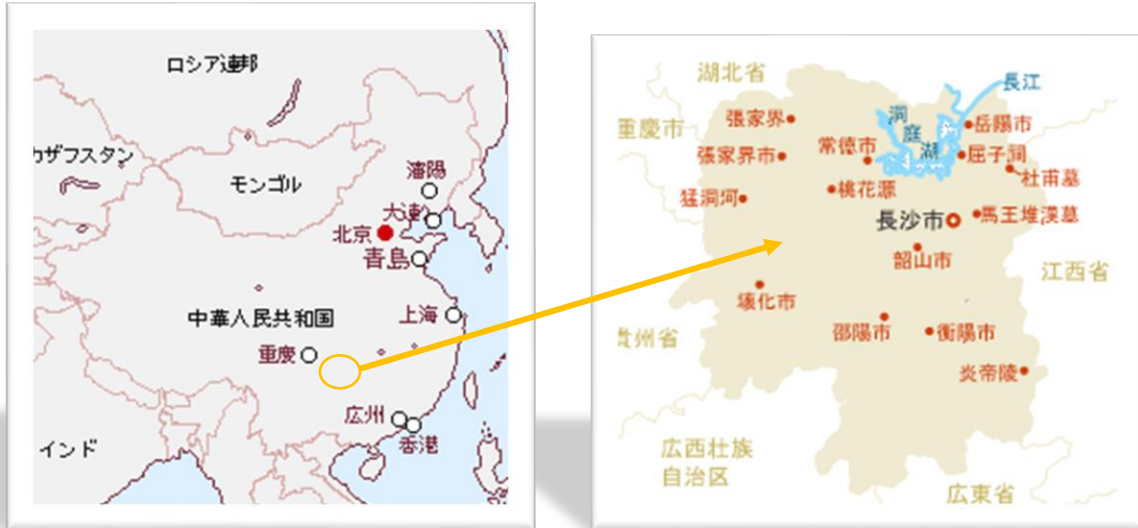 ロシア連邦
カザフスタン
モンゴル
瀋陽
大連
北京
青島
中華人民共和国
上海
重慶
広州
香港
インド
湖北省
長江
重慶市
張家界
洞庭湖
岳陽市
張家界市
常徳市
屈子洞
杜甫墓
猛洞河
桃花源
長沙市
馬王堆漢墓
韶山市
江西省
壊化市
邵陽市
衡陽市
貴州省
炎帝陵
広西壮族
自治区
広東省